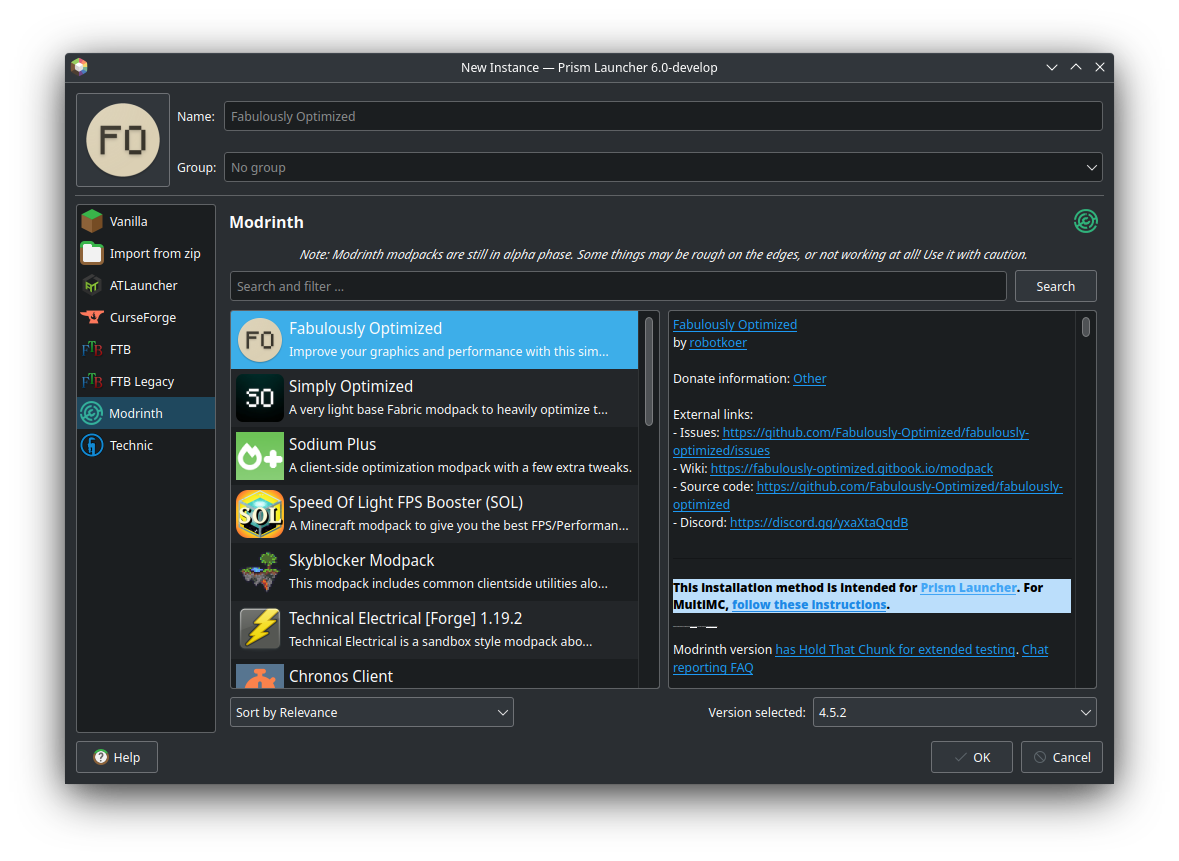 New Instance — Prism Launcher 6.0-develop
FO
Name:
Fabulously Optimized
Group:
No group
Vanilla
Import from zip
ATLauncher
CurseForge
FTB
FTB Legacy
Modrinth
Technic
Modrinth
Note: Modrinth modpacks are still in alpha phase. Some things may be rough on the edges, or not working at all! Use it with caution.
Search and filter ...
Search
FO
Fabulously Optimized
Improve your graphics and performance with this sim...
SO
Simply Optimized
A very light base Fabric modpack to heavily optimize t...
Sodium Plus
A client-side optimization modpack with a few extra tweaks.
SOL
Speed Of Light FPS Booster (SOL)
A Minecraft modpack to give you the best FPS/Performan...
Skyblocker Modpack
This modpack includes common clientside utilities alo...
Technical Electrical [Forge] 1.19.2
Technical Electrical is a sandbox style modpack abo...
Chronos Client
Fabulously Optimized
by robotkoer
Donate information: Other
External links:
- Issues: https://github.com/Fabulously-Optimized/fabulously-
optimized/issues
- Wiki: https://fabulously-optimized.gitbook.io/modpack
- Source code: https://github.com/Fabulously-Optimized/fabulously-
optimized
- Discord: https://discord.gg/yxaXtaQqdB
This installation method is intended for Prism Launcher. For
MultiMC, follow these instructions.
Modrinth version has Hold That Chunk for extended testing. Chat
reporting FAQ
Sort by Relevance
Version selected:
4.5.2
Help
OK
Cancel